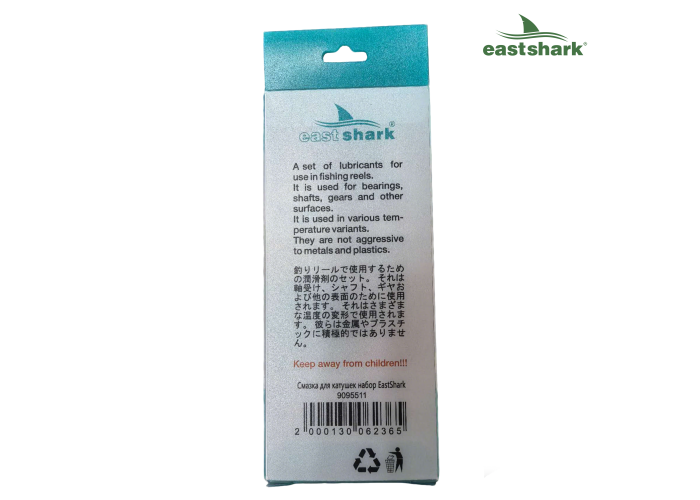 eastshark®
eastshark®
A set of lubricants for
use in fishing reels.
It is used for bearings,
shafts, gears and other
surfaces.
It is used in various tem-
perature variants.
They are not aggressive
to metals and plastics.
釣りリールで使用するため
の潤滑剤のセット。 それは
軸受け、シャフト、ギヤお
よび他の表面のために使用
されます。 それはさまざま
な温度の変形で使用されま
す。 彼らは金属やプラスチ
ックに積極的ではありませ
ん。
Keep away from children!!!
Смазка для катушек набор EastShark
9095511
2 000130 062365